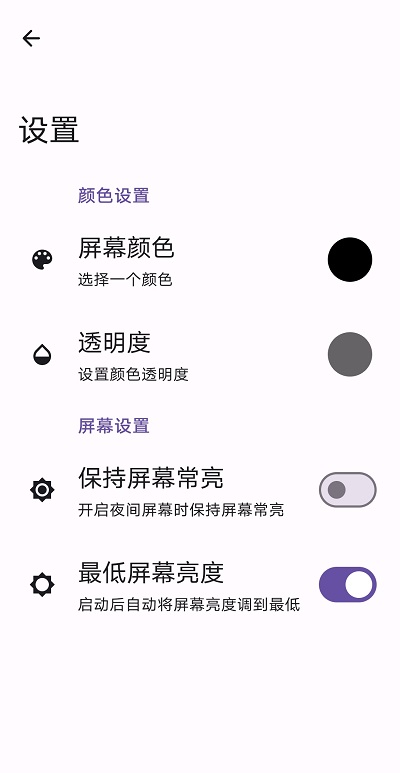 设置
颜色设置
屏幕颜色
选择一个颜色
透明度
设置颜色透明度
屏幕设置
保持屏幕常亮
开启夜间屏幕时保持屏幕常亮
最低屏幕亮度
启动后自动将屏幕亮度调到最低